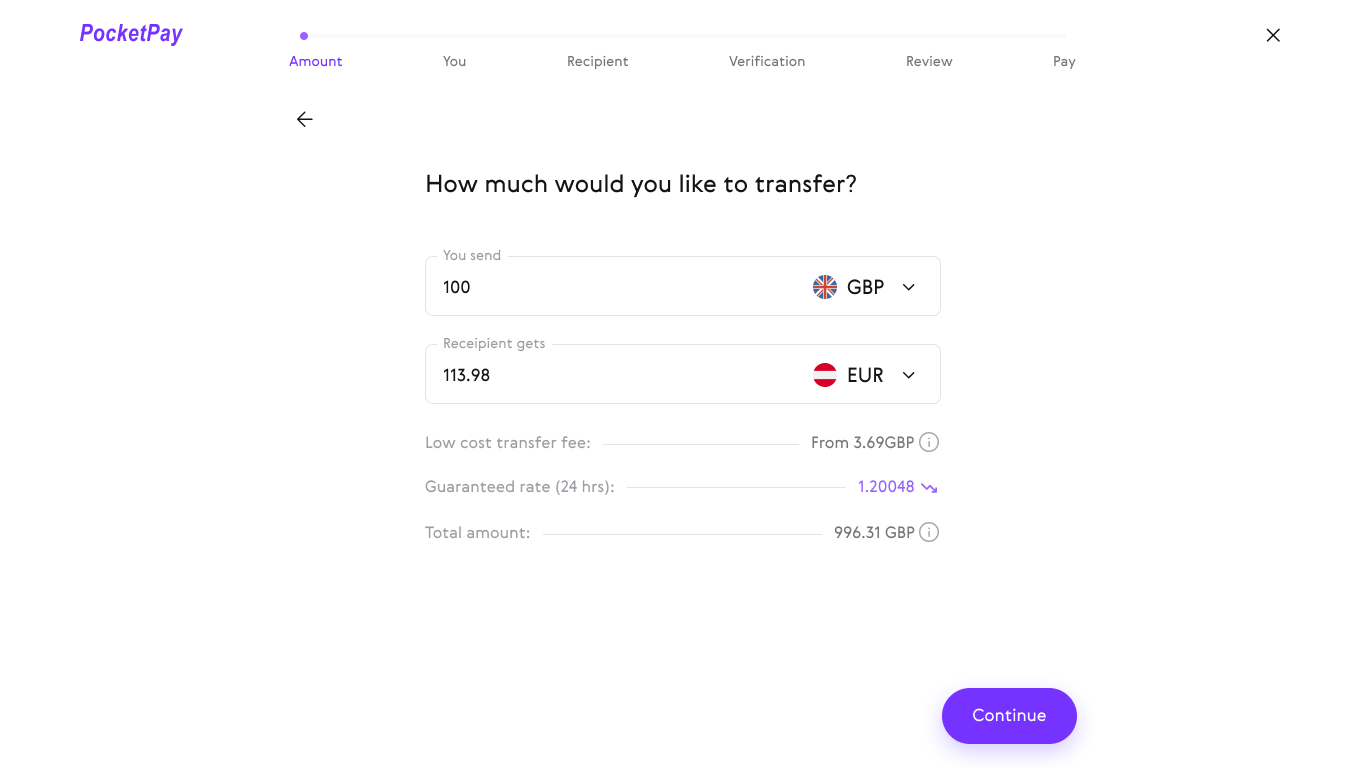 PocketPay
Amount
You
Recipient
Verification
Review
Pay
How much would you like to transfer?
You send
100
GBP
Receipient gets
113.98
EUR
Low cost transfer fee: From 3.69GBP
Guaranteed rate (24 hrs): 1.20048
Total amount: 996.31 GBP
Continue